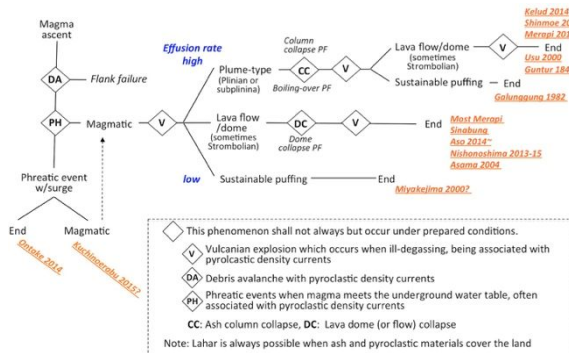 Magma
ascent
DA
Flank failure
PH
Magmatic
V
Phreatic event
w/surge
End
Magmatic
Ontake 2014
Kuchinoerabu 2015?
Effusion rate
high
low
Plume-type
(Plinian or
subplinina)
Column
collapse PF
CC
Boiling-over PF
V
Lava flow/dome
(sometimes
Strombolian)
V
End
Sustainable puffing
End
Kelud 2014
Shinmoe 20
Merapi 201
Usu 2000
Guntur 184
Galunggung 1982
Lava flow
/dome
(sometimes
Strombolian)
DC
Dome
collapse PF
V
End
Most Merapi
Sinabung
Aso 2014~
Nishonoshima 2013-15
Asama 2004
Sustainable puffing
End
Miyakejima 2000?
This phenomenon shall not always but occur under prepared conditions.
V Vulcanian explosion which occurs when ill-degassing, being associated with
pyrolcastic density currents
DA Debris avalanche with pyroclastic density currents
PH Phreatic events when magma meets the underground water table, often
associated with pyroclastic density currents
CC: Ash column collapse, DC: Lava dome (or flow) collapse
Note: Lahar is always possible when ash and pyroclastic materials cover the land